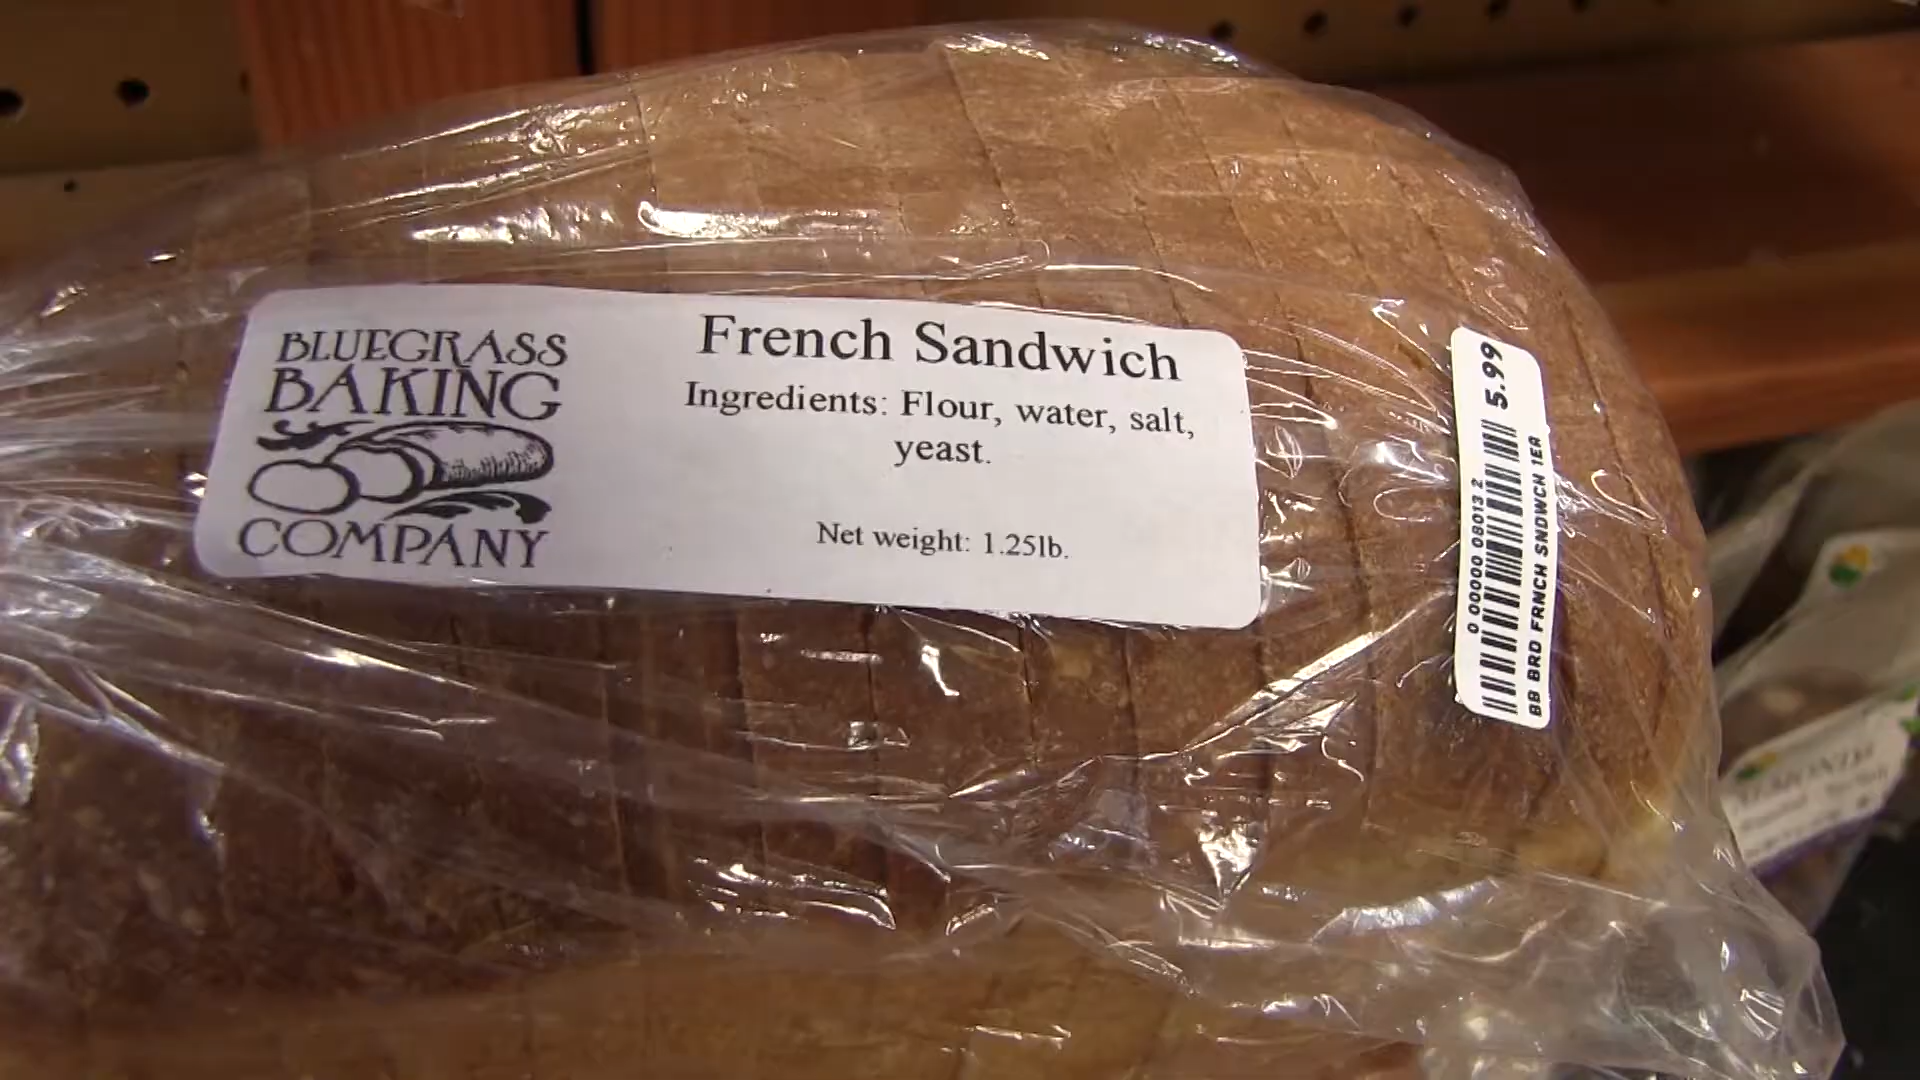 BLUEGRASS
BAKING
COMPANY
French Sandwich
Ingredients: Flour, water, salt,
yeast.
Net weight: 1.25lb.
5.99
0 00000 08013 2
BB BRD FRNCH SNDWCH 1EA